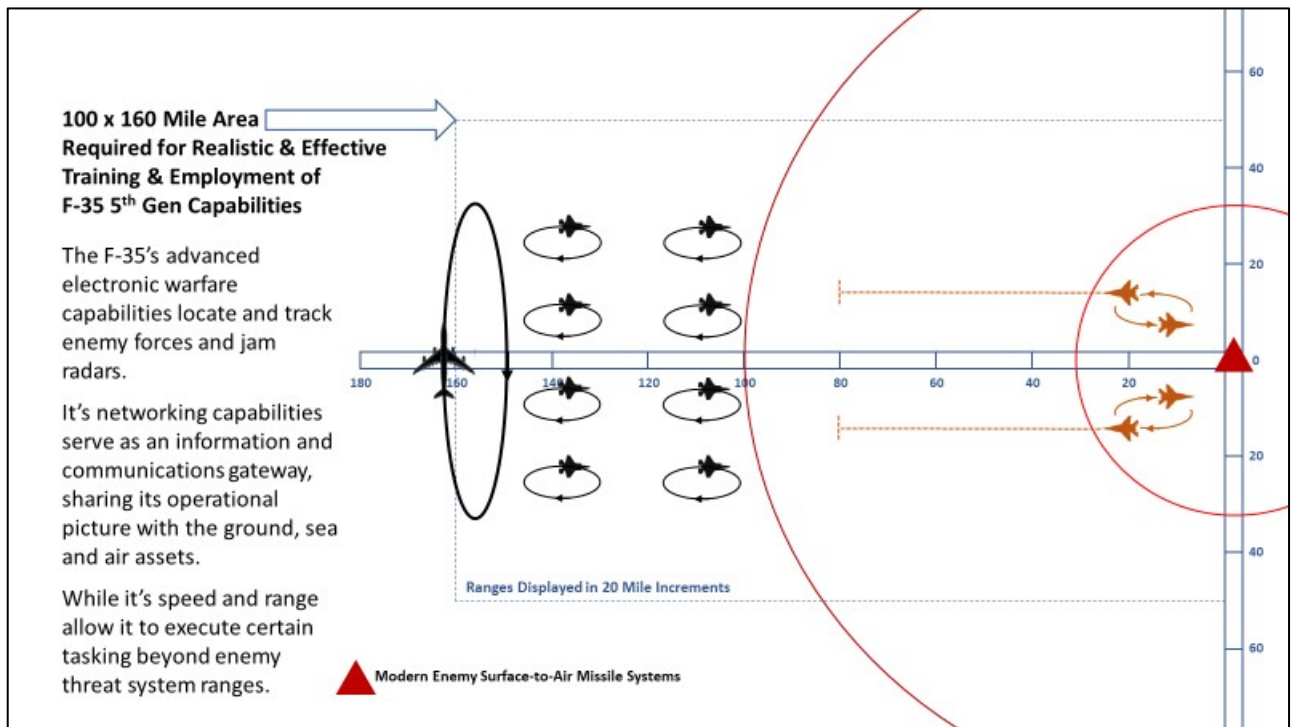 100 x 160 Mile Area
Required for Realistic & Effective
Training & Employment of
F-35 5th Gen Capabilities
The F-35’s advanced
electronic warfare
capabilities locate and track
enemy forces and jam
radars.
It’s networking capabilities
serve as an information and
communications gateway,
sharing its operational
picture with the ground, sea
and air assets.
While it’s speed and range
allow it to execute certain
tasking beyond enemy
threat system ranges.
60
40
20
0
180 160 140 120 100 80 60 40 20
20
40
60
Ranges Displayed in 20 Mile Increments
Modern Enemy Surface-to-Air Missile Systems